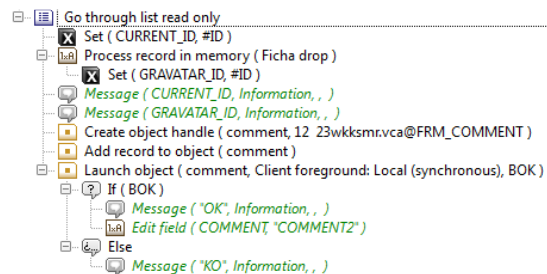 Go through list read only
Set ( CURRENT_ID, #ID )
Process record in memory ( Ficha drop )
Set ( GRAVATAR_ID, #ID )
Message ( CURRENT_ID, Information, , )
Message ( GRAVATAR_ID, Information, , )
Create object handle ( comment, 12 23wkksmr.vca@FRM_COMMENT )
Add record to object ( comment )
Launch object ( comment, Client foreground: Local (synchronous), BOK )
If ( BOK )
Message ( "OK", Information, , )
Edit field ( COMMENT, "COMMENT2" )
Else
Message ( "KO", Information, , )